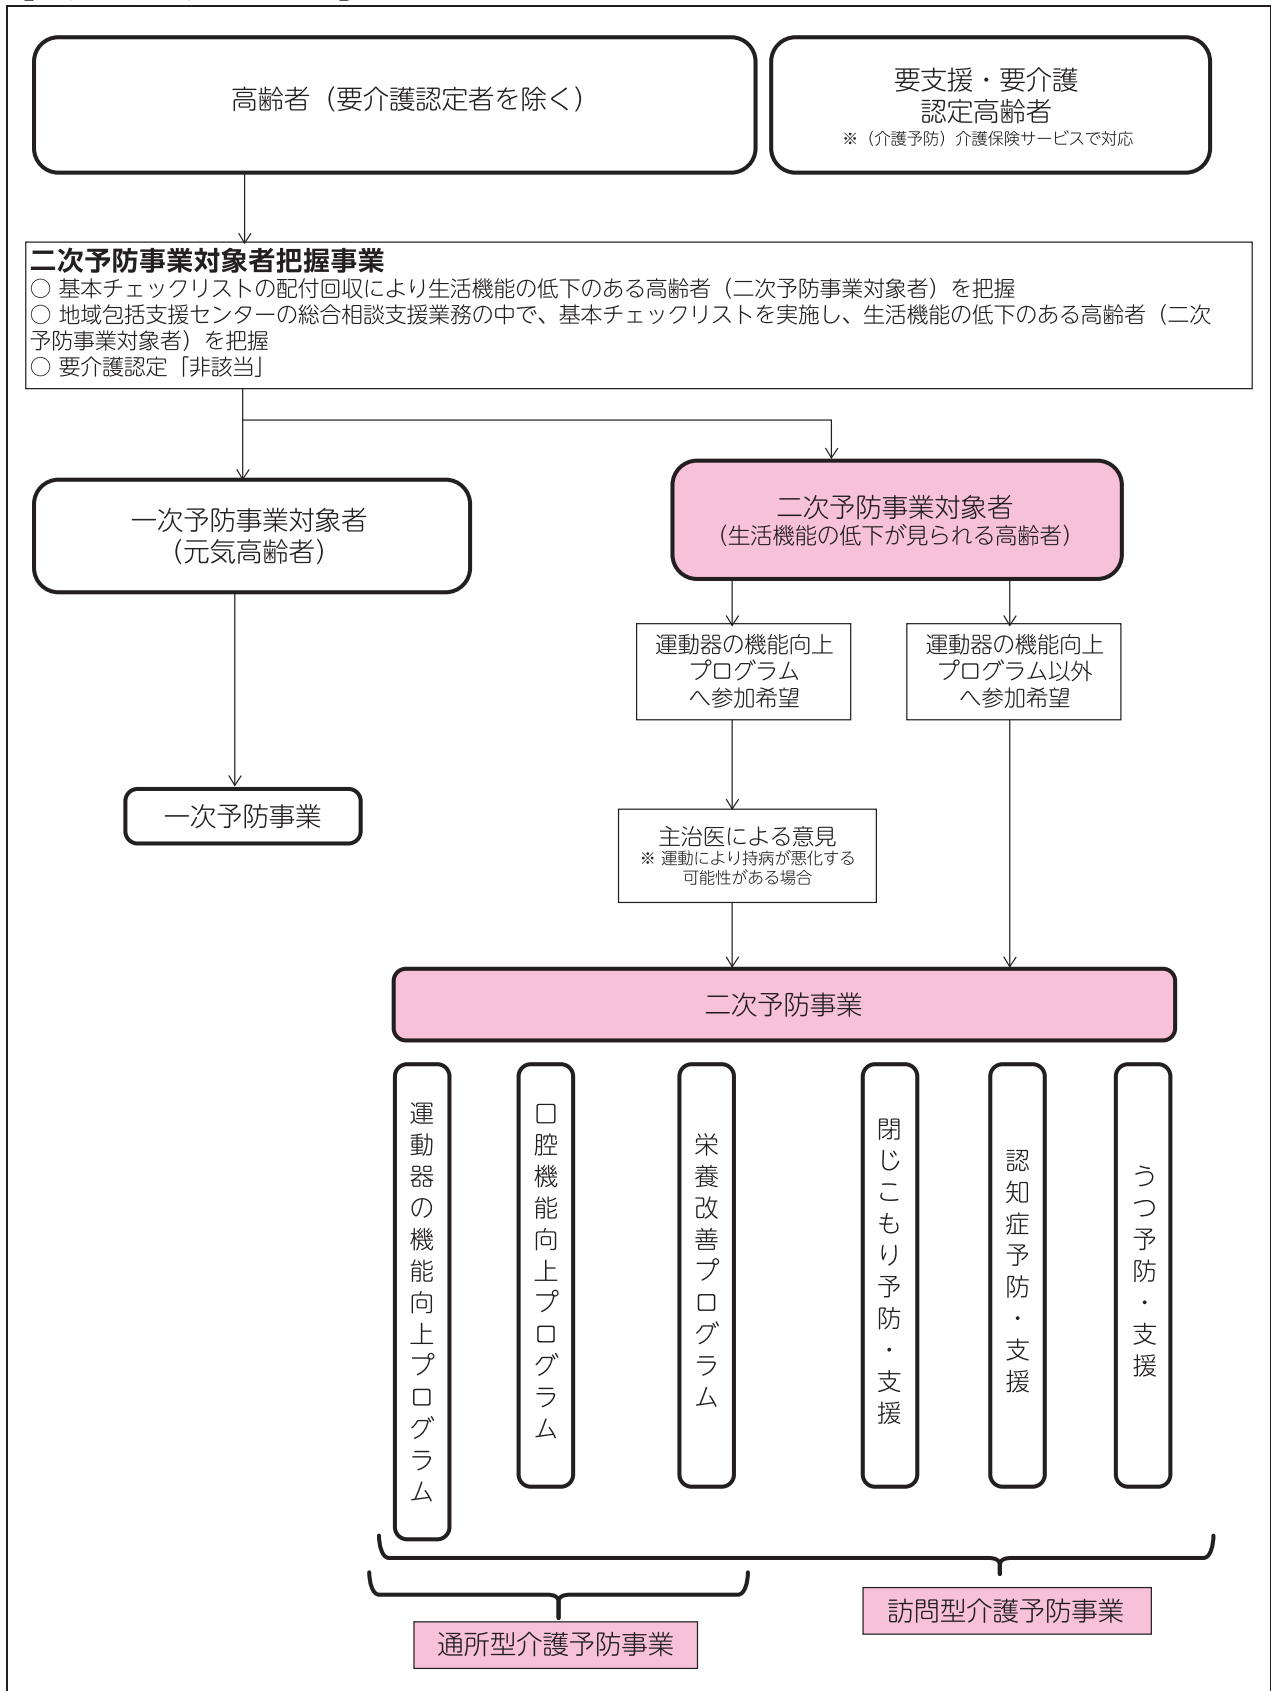 高齢者（要介護認定者を除く）
要支援・要介護
認定高齢者
※（介護予防）介護保険サービスで対応
二次予防事業対象者把握事業
○ 基本チェックリストの配付回収により生活機能の低下のある高齢者（二次予防事業対象者）を把握
○ 地域包括支援センターの総合相談支援業務の中で、基本チェックリストを実施し、生活機能の低下のある高齢者（二次
予防事業対象者）を把握
○ 要介護認定「非該当」
一次予防事業対象者
（元気高齢者）
二次予防事業対象者
（生活機能の低下が見られる高齢者）
運動器の機能向上
プログラム
へ参加希望
運動器の機能向上
プログラム以外
へ参加希望
一次予防事業
主治医による意見
※ 運動により持病が悪化する
可能性がある場合
二次予防事業
運動器の機能向上プログラム
口腔機能向上プログラム
栄養改善プログラム
閉じこもり予防・支援
認知症予防・支援
うつ予防・支援
訪問型介護予防事業
通所型介護予防事業